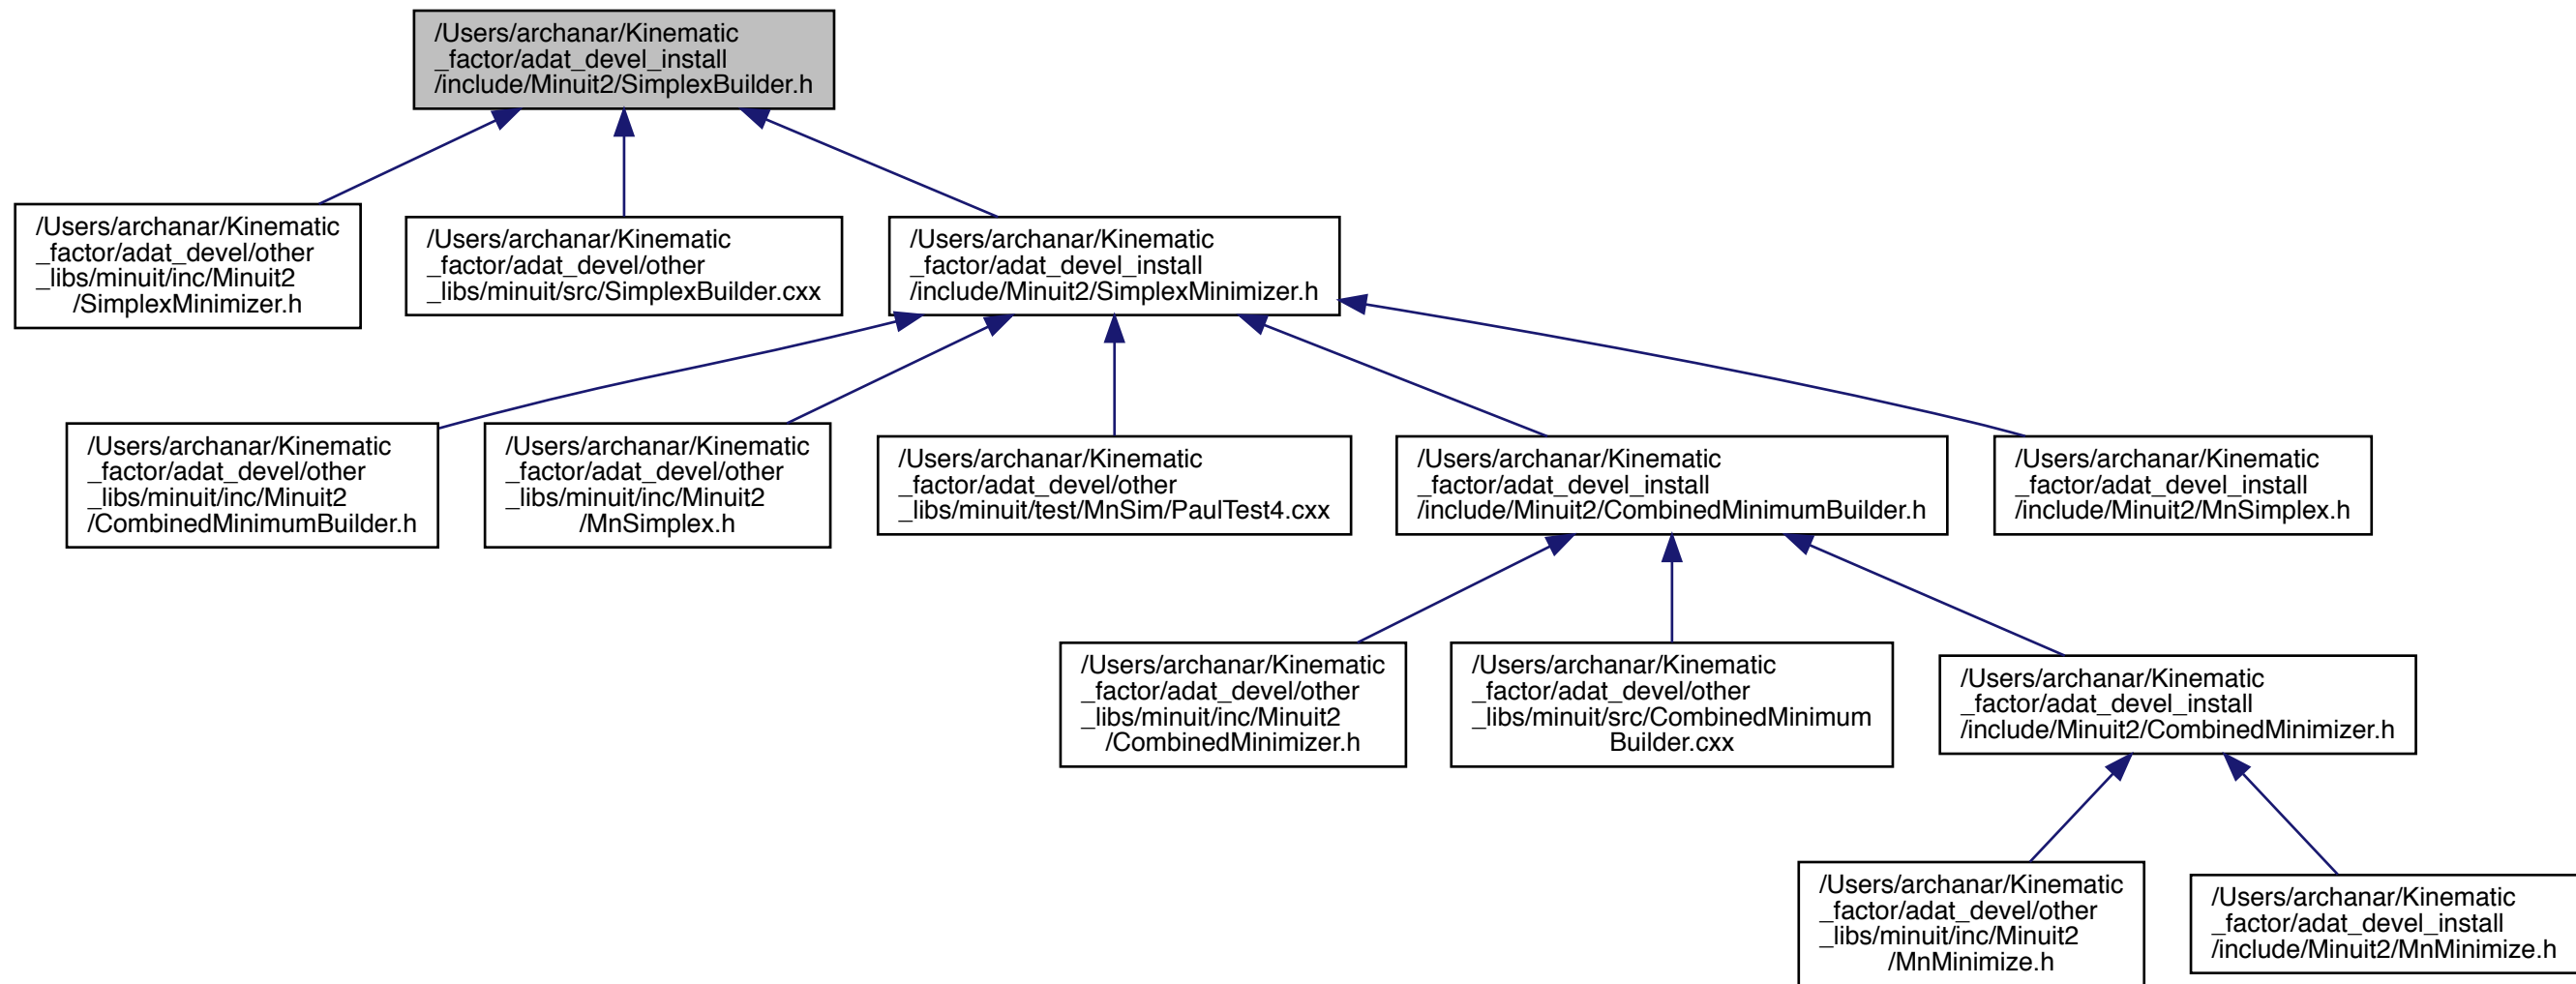 /Users/archanar/Kinematic
_factor/adat_devel_install
/include/Minuit2/SimplexBuilder.h
/Users/archanar/Kinematic
_factor/adat_devel/other
_libs/minuit/inc/Minuit2
/SimplexMinimizer.h
/Users/archanar/Kinematic
_factor/adat_devel/other
_libs/minuit/src/SimplexBuilder.cxx
/Users/archanar/Kinematic
_factor/adat_devel_install
/include/Minuit2/SimplexMinimizer.h
/Users/archanar/Kinematic
_factor/adat_devel/other
_libs/minuit/inc/Minuit2
/CombinedMinimumBuilder.h
/Users/archanar/Kinematic
_factor/adat_devel/other
_libs/minuit/inc/Minuit2
/MnSimplex.h
/Users/archanar/Kinematic
_factor/adat_devel/other
_libs/minuit/test/MnSim/PaulTest4.cxx
/Users/archanar/Kinematic
_factor/adat_devel_install
/include/Minuit2/CombinedMinimumBuilder.h
/Users/archanar/Kinematic
_factor/adat_devel_install
/include/Minuit2/MnSimplex.h
/Users/archanar/Kinematic
_factor/adat_devel/other
_libs/minuit/inc/Minuit2
/CombinedMinimizer.h
/Users/archanar/Kinematic
_factor/adat_devel/other
_libs/minuit/src/CombinedMinimum
Builder.cxx
/Users/archanar/Kinematic
_factor/adat_devel_install
/include/Minuit2/CombinedMinimizer.h
/Users/archanar/Kinematic
_factor/adat_devel/other
_libs/minuit/inc/Minuit2
/MnMinimize.h
/Users/archanar/Kinematic
_factor/adat_devel_install
/include/Minuit2/MnMinimize.h